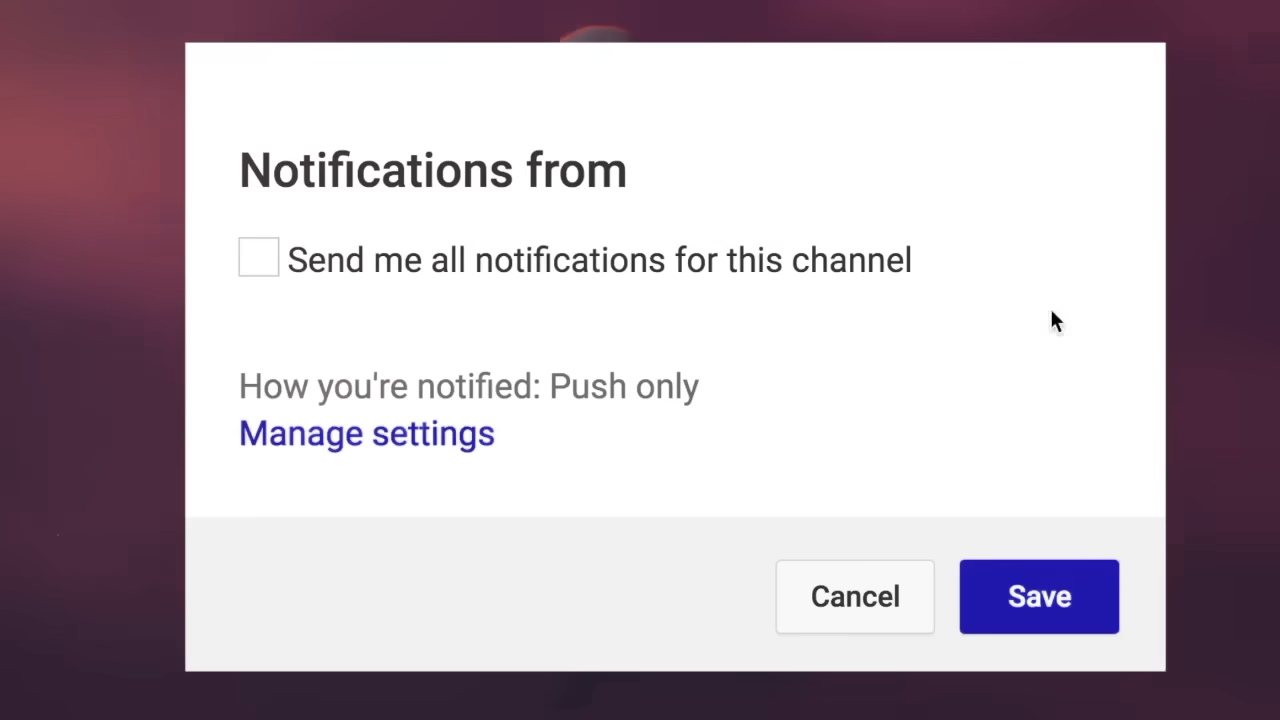 Notifications from
Send me all notifications for this channel
How you're notified: Push only
Manage settings
Cancel
Save